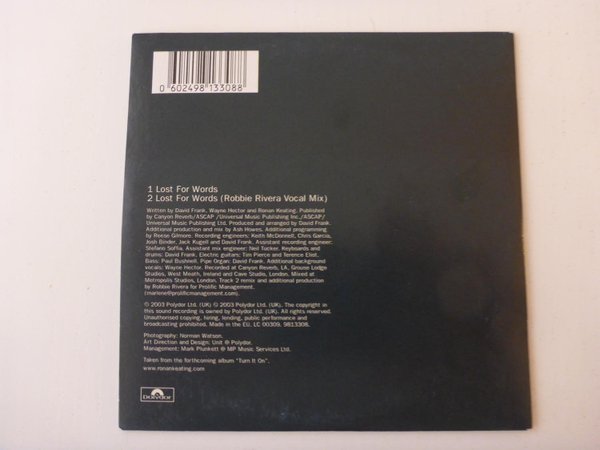 0 602498 133088
1 Lost For Words
2 Lost For Words (Robbie Rivera Vocal Mix)
Written by David Frank, Wayne Hector and Ronan Keating. Published
by Canyon Reverb/ASCAP /Universal Music Publishing Inc./ASCAP/
Universal Music Publishing Ltd. Produced and arranged by David Frank.
Additional production and mix by Ash Howes. Additional programming
by Reese Gilmore. Recording engineers: Keith McDonnell, Chris Garcia,
Josh Binder, Jack Kugell and David Frank. Assistant recording engineer:
Stefano Soffia. Assistant mix engineer: Neil Tucker. Keyboards and
drums: David Frank. Electric guitars: Tim Pierce and Terence Eliot.
Bass: Paul Bushnell. Pipe Organ: David Frank. Additional background
vocals: Wayne Hector. Recorded at Canyon Reverb, LA. Grouse Lodge
Studios, West Meath, Ireland and Cave Studio, London. Mixed at
Metropolis Studios, London. Track 2 remix and additional production
by Robbie Rivera for Prolific Management.
(marlene@prolificmanagement.com)
℗ 2003 Polydor Ltd. (UK) © 2003 Polydor Ltd. (UK). The copyright in
this sound recording is owned by Polydor Ltd. (UK). All rights reserved.
Unauthorised copying, hiring, lending, public performance and
broadcasting prohibited. Made in the EU. LC 00309. 9813308.
Photography: Norman Watson.
Art Direction and Design: Unit @ Polydor.
Management: Mark Plunkett @ MP Music Services Ltd.
Taken from the forthcoming album "Turn It On"
www.ronankeating.com
Polydor